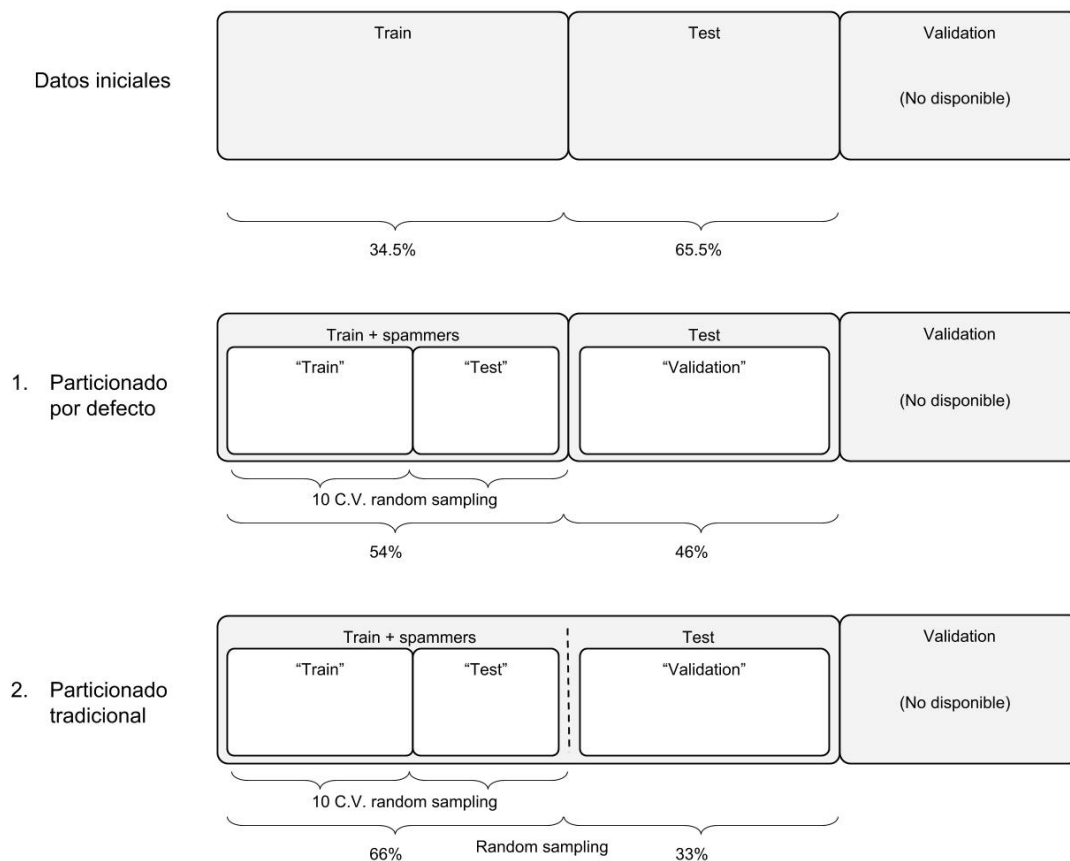 Train
Test
Validation
Datos iniciales
(No disponible)
34.5%
65.5%
Train + spammers
Test
Validation
“Train”
“Test”
“Validation”
1. Particionado
por defecto
(No disponible)
10 C.V. random sampling
54%
46%
Train + spammers
Test
Validation
“Train”
“Test”
“Validation”
2. Particionado
tradicional
(No disponible)
10 C.V. random sampling
66%
Random sampling
33%